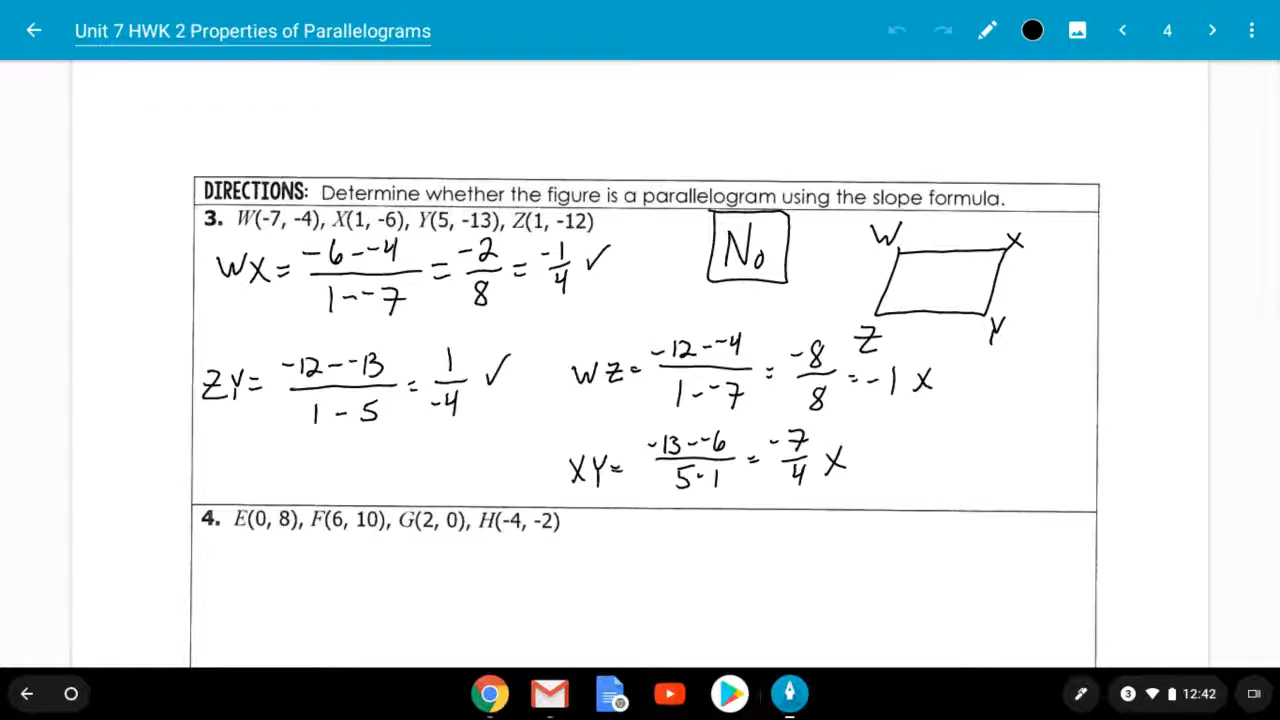 Unit 7 HWK 2 Properties of Parallelograms
4
DIRECTIONS: Determine whether the figure is a parallelogram using the slope formula.
3. W(-7, -4), X(1, -6), Y(5, -13), Z(1, -12)
No
W X
Z Y
WX = -6--4 / 1--7 = -2/8 = -1/4 ✓
ZY = -12--13 / 1-5 = 1/-4 ✓
WZ = -12--4 / 1--7 = -8/8 = -1 X
XY = -13--6 / 5-1 = -7/4 X
4. E(0, 8), F(6, 10), G(2, 0), H(-4, -2)
3
12:42